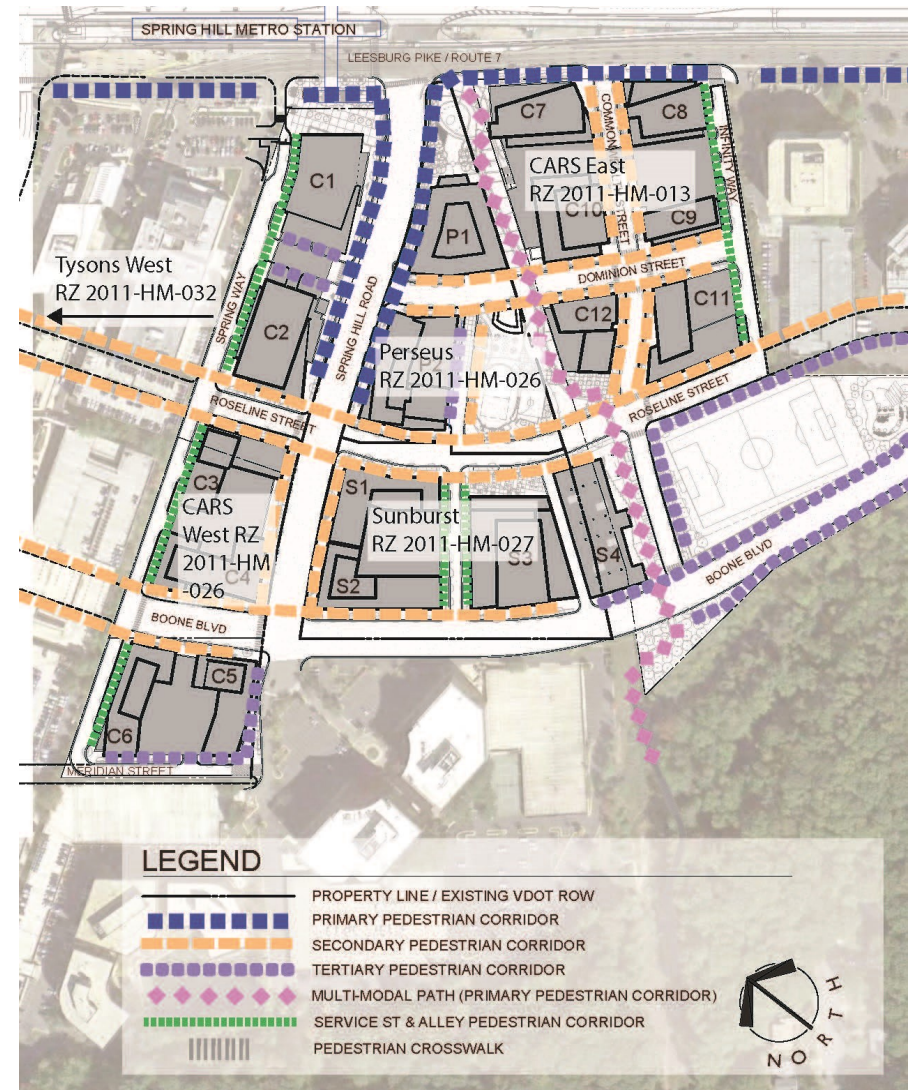 SPRING HILL METRO STATION
LEESBURG PIKE / ROUTE 7
C7
C8
COMMON
STREET
INFINITY WAY
C1
CARS East
RZ 2011-HM-013
C10
C9
P1
DOMINION STREET
Tysons West
RZ 2011-HM-032
SPRING WAY
SPRING HILL ROAD
C2
C11
C12
Perseus
RZ 2011-HM-026
P2
ROSELINE STREET
ROSELINE STREET
C3
CARS
West RZ
2011-HM
-026
C4
S1
Sunburst
RZ 2011-HM-027
S2
S3
S4
BOONE BLVD
BOONE BLVD
C5
C6
MERIDIAN STREET
LEGEND
PROPERTY LINE / EXISTING VDOT ROW
PRIMARY PEDESTRIAN CORRIDOR
SECONDARY PEDESTRIAN CORRIDOR
TERTIARY PEDESTRIAN CORRIDOR
MULTI-MODAL PATH (PRIMARY PEDESTRIAN CORRIDOR)
SERVICE ST & ALLEY PEDESTRIAN CORRIDOR
PEDESTRIAN CROSSWALK
NORTH